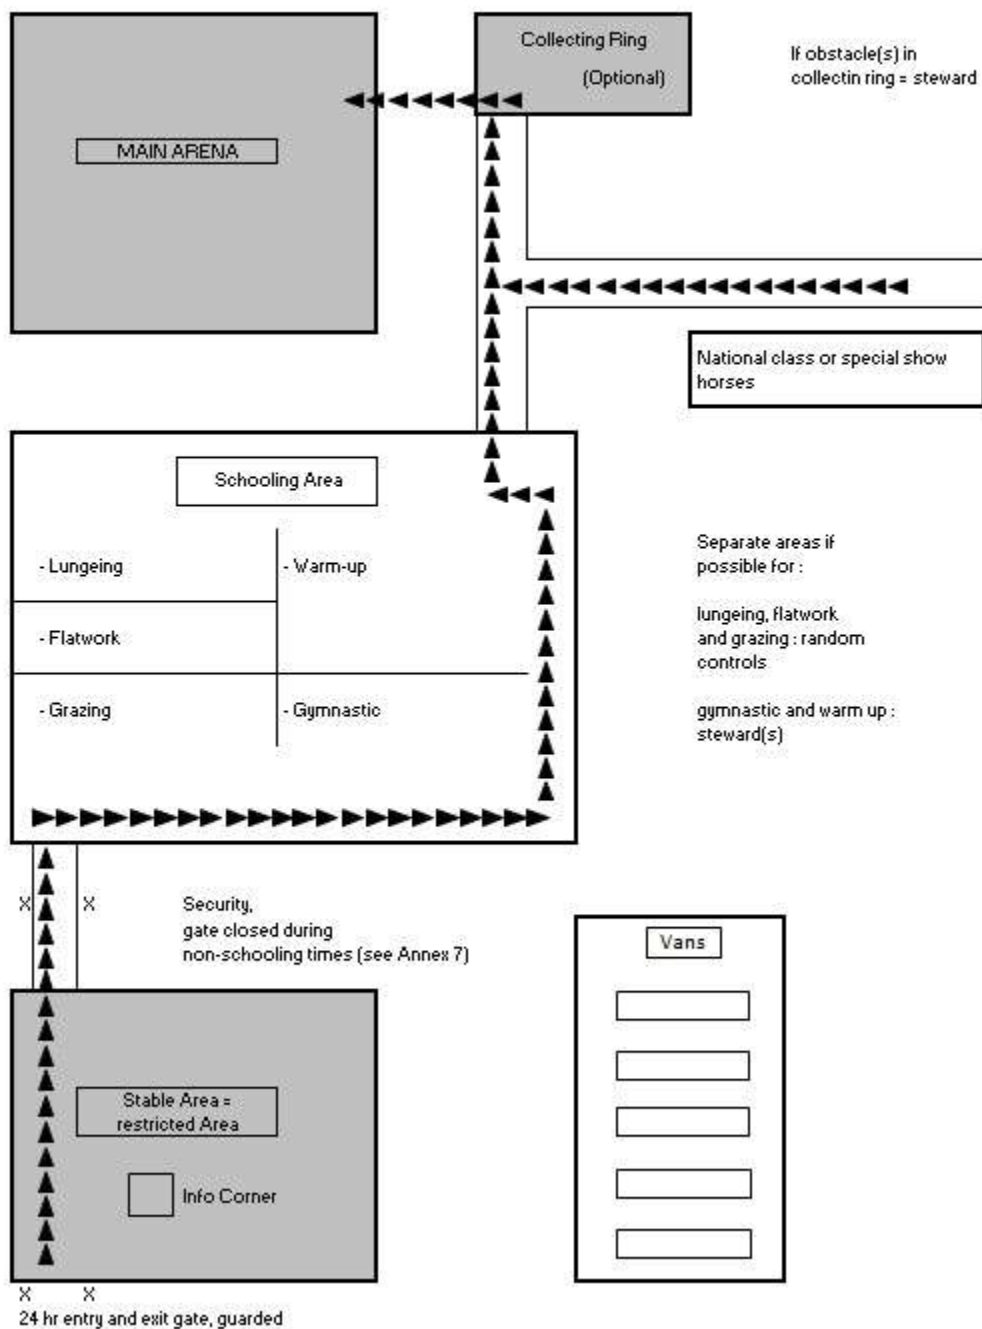 Collecting Ring
(Optional)
If obstacle(s) in
collectin ring = steward
MAIN ARENA
National class or special show
horses
Schooling Area
- Lungeing
- Warm-up
- Flatwork
- Grazing
- Gymnastic
Separate areas if
possible for :
lungeing, flatwork
and grazing : random
controls
gymnastic and warm up :
steward(s)
X X
Security,
gate closed during
non-schooling times (see Annex 7)
Vans
Stable Area =
restricted Area
Info Corner
X X
24 hr entry and exit gate, guarded